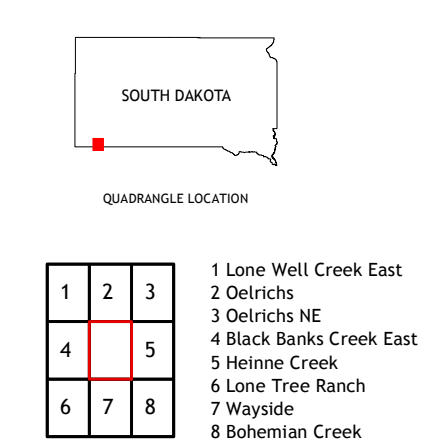 SOUTH DAKOTA
QUADRANGLE LOCATION
1 2 3
4 5
6 7 8
1 Lone Well Creek East
2 Oelrichs
3 Oelrichs NE
4 Black Banks Creek East
5 Heinne Creek
6 Lone Tree Ranch
7 Wayside
8 Bohemian Creek